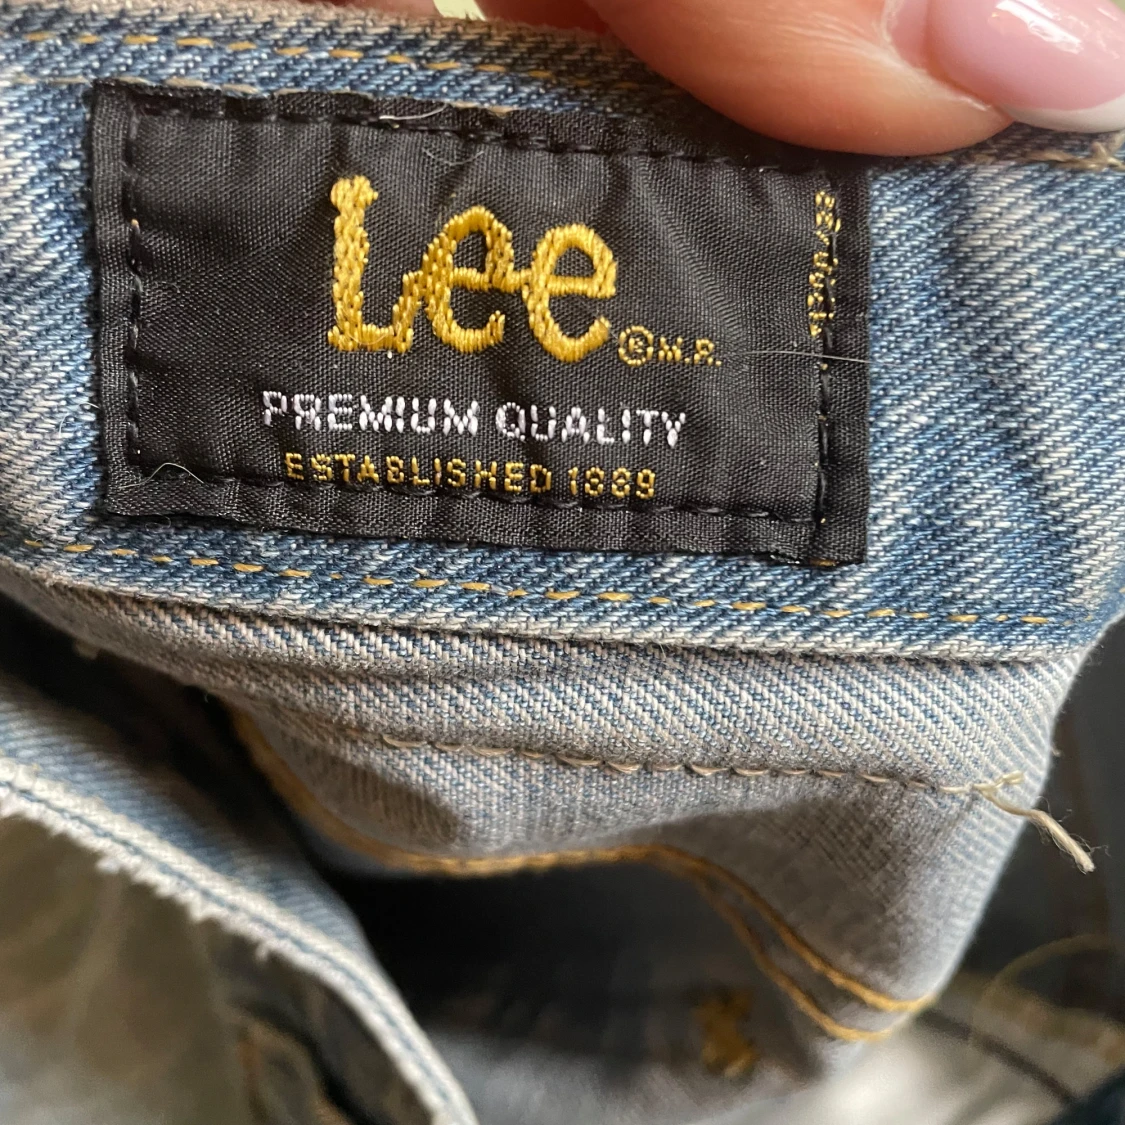 Lee
® M.R.
PREMIUM QUALITY
ESTABLISHED 1889